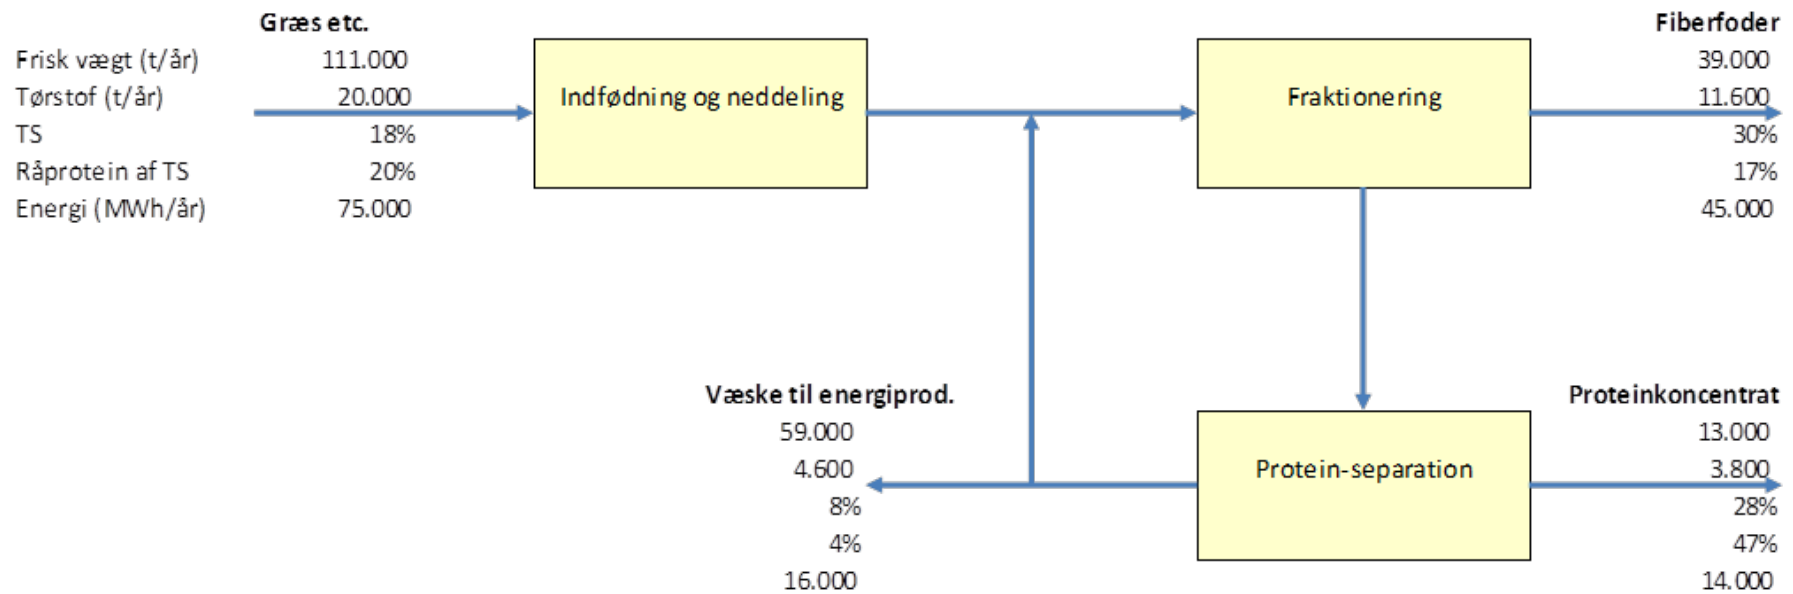 Græs etc. Fiberfoder
Frisk vægt (t/år) 111.000 39.000
Tørstof (t/år) 20.000 Indfødning og neddeling Fraktionering 11.600
TS 18% 30%
Råprotein af TS 20% 17%
Energi (MWh/år) 75.000 45.000
Væske til energiprod. Proteinkoncentrat
59.000 13.000
4.600 Protein-separation 3.800
8% 28%
4% 47%
16.000 14.000